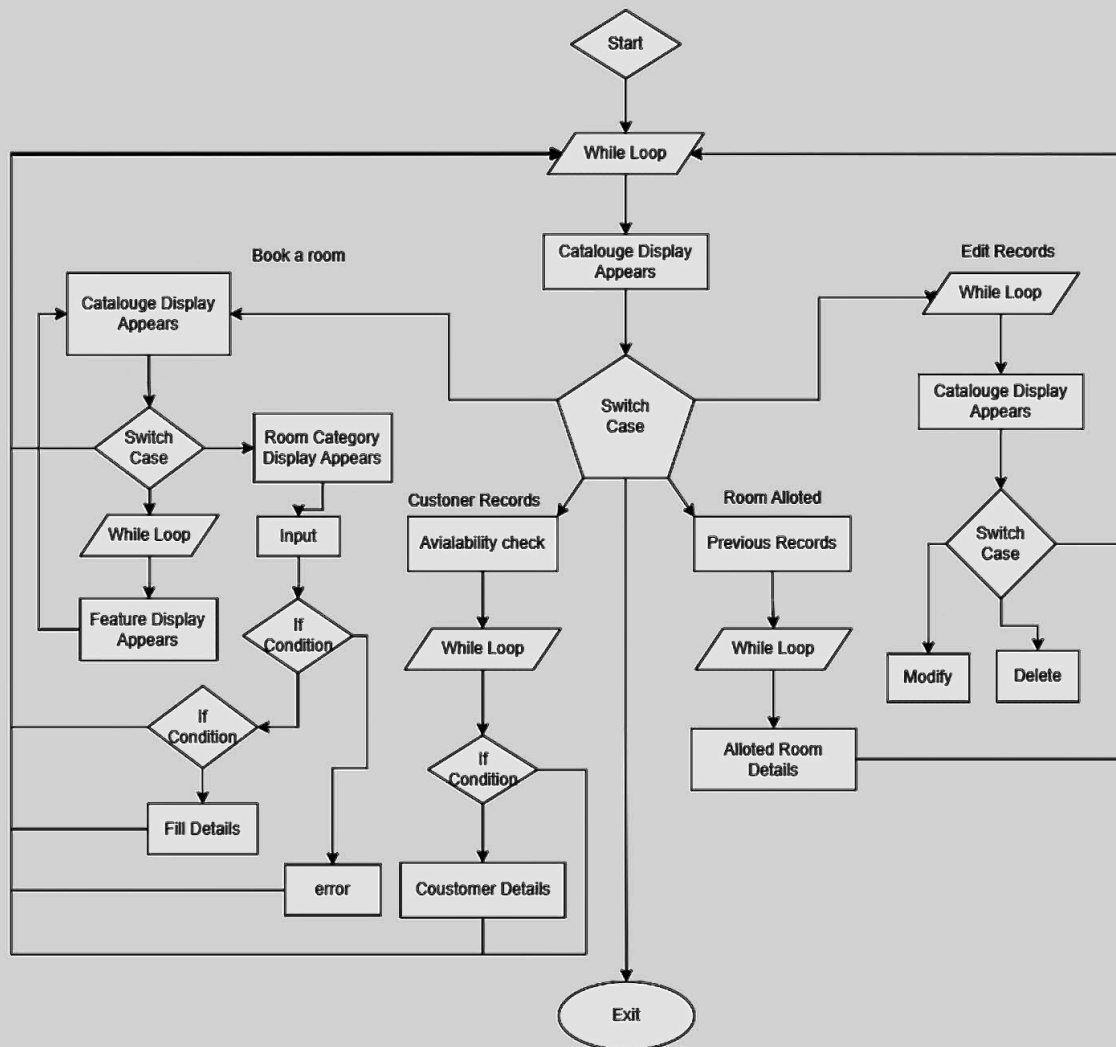 Start
While Loop
Catalouge Display
Appears
Book a room
Edit Records
Catalouge Display
Appears
While Loop
Switch
Case
Catalouge Display
Appears
Switch
Case
Room Category
Display Appears
Custoner Records
Room Alloted
While Loop
Input
Avialability check
Previous Records
Switch
Case
Feature Display
Appears
If
Condition
While Loop
While Loop
Modify
Delete
If
Condition
If
Condition
Alloted Room
Details
Fill Details
error
Coustomer Details
Exit